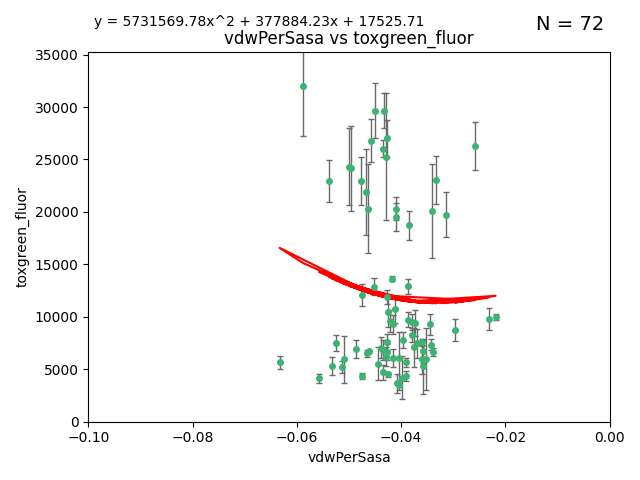 y = 5731569.78x^2 + 377884.23x + 17525.71
N = 72
vdwPerSasa vs toxgreen_fluor
35000
30000
25000
20000
15000
10000
5000
0
toxgreen_fluor
−0.10 −0.08 −0.06 −0.04 −0.02 0.00
vdwPerSasa